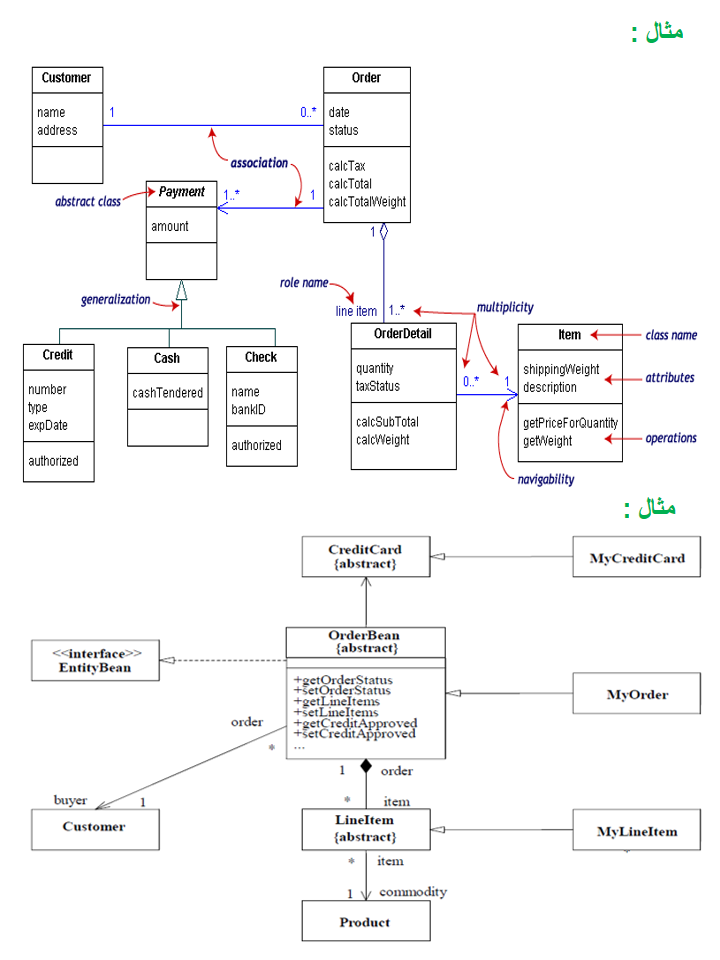 مثال :
Customer
name
address
1
0..*
Order
date
status
calcTax
calcTotal
calcTotalWeight
association
abstract class
Payment
amount
1..*
1
generalization
Credit
number
type
expDate
authorized
Cash
cashTendered
Check
name
bankID
authorized
1
role name
line item
1..*
multiplicity
OrderDetail
quantity
taxStatus
calcSubTotal
calcWeight
0..*
1
Item
shippingWeight
description
getPriceForQuantity
getWeight
class name
attributes
operations
navigability
مثال :
CreditCard
{abstract}
MyCreditCard
<<interface>>
EntityBean
OrderBean
{abstract}
+getOrderStatus
+setOrderStatus
+getLineItems
+setLineItems
+getCreditApproved
+setCreditApproved
...
MyOrder
order
*
buyer
1
Customer
1
order
*
item
LineItem
{abstract}
MyLineItem
*
item
1
commodity
Product